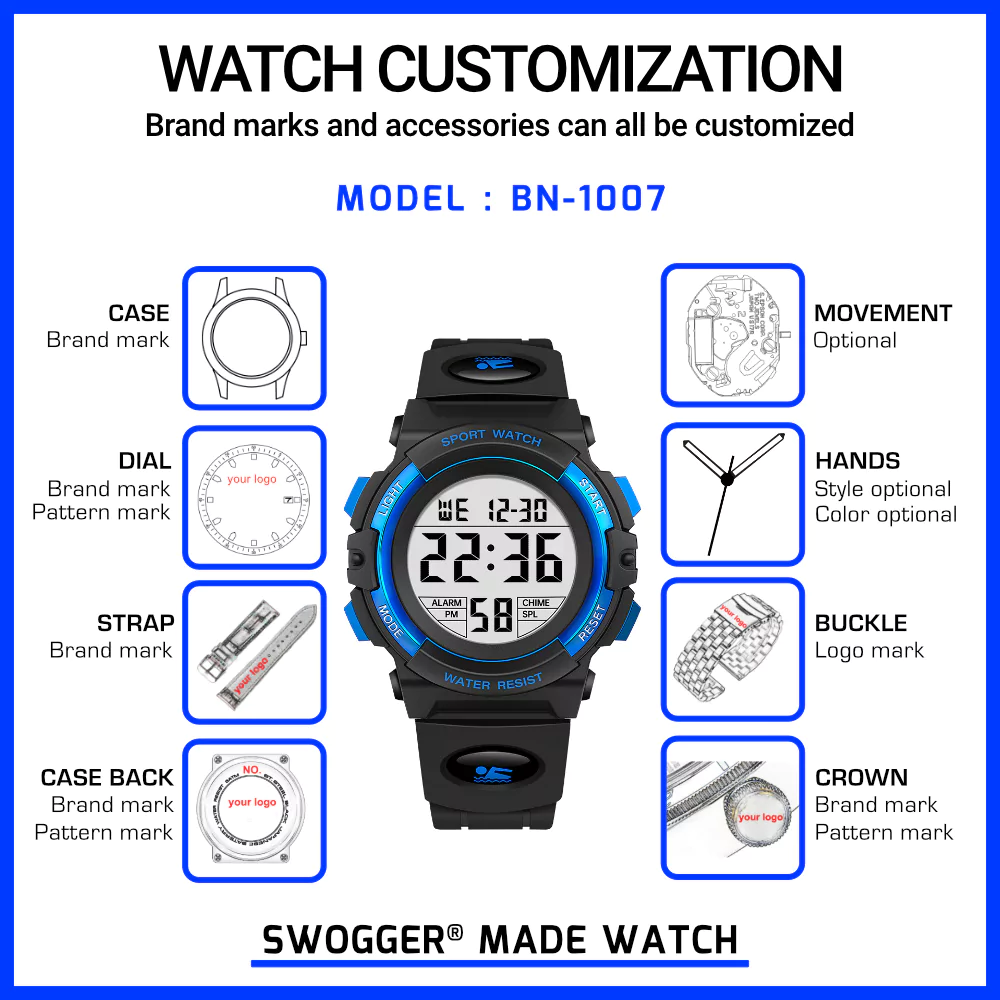 WATCH CUSTOMIZATION
Brand marks and accessories can all be customized
MODEL : BN-1007
CASE
Brand mark
DIAL
Brand mark
Pattern mark
your logo
STRAP
Brand mark
your logo
CASE BACK
Brand mark
Pattern mark
NO.
your logo
SPORT WATCH
LIGHT
START
WE 12-30
22:36
ALARM
PM
58
CHIME
SPL
MODE
RESET
WATER RESIST
MOVEMENT
Optional
HANDS
Style optional
Color optional
BUCKLE
Logo mark
your logo
CROWN
Brand mark
Pattern mark
your logo
SWOGGER® MADE WATCH